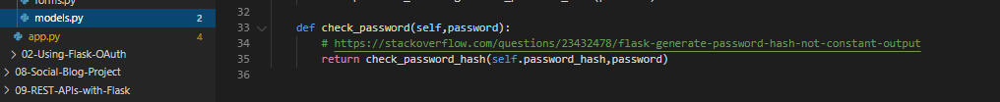 forms.py
models.py 2
app.py 4
02-Using-Flask-OAuth
08-Social-Blog-Project
09-REST-APIs-with-Flask
32
33 def check_password(self,password):
34 # https://stackoverflow.com/questions/23432478/flask-generate-password-hash-not-constant-output
35 return check_password_hash(self.password_hash,password)
36